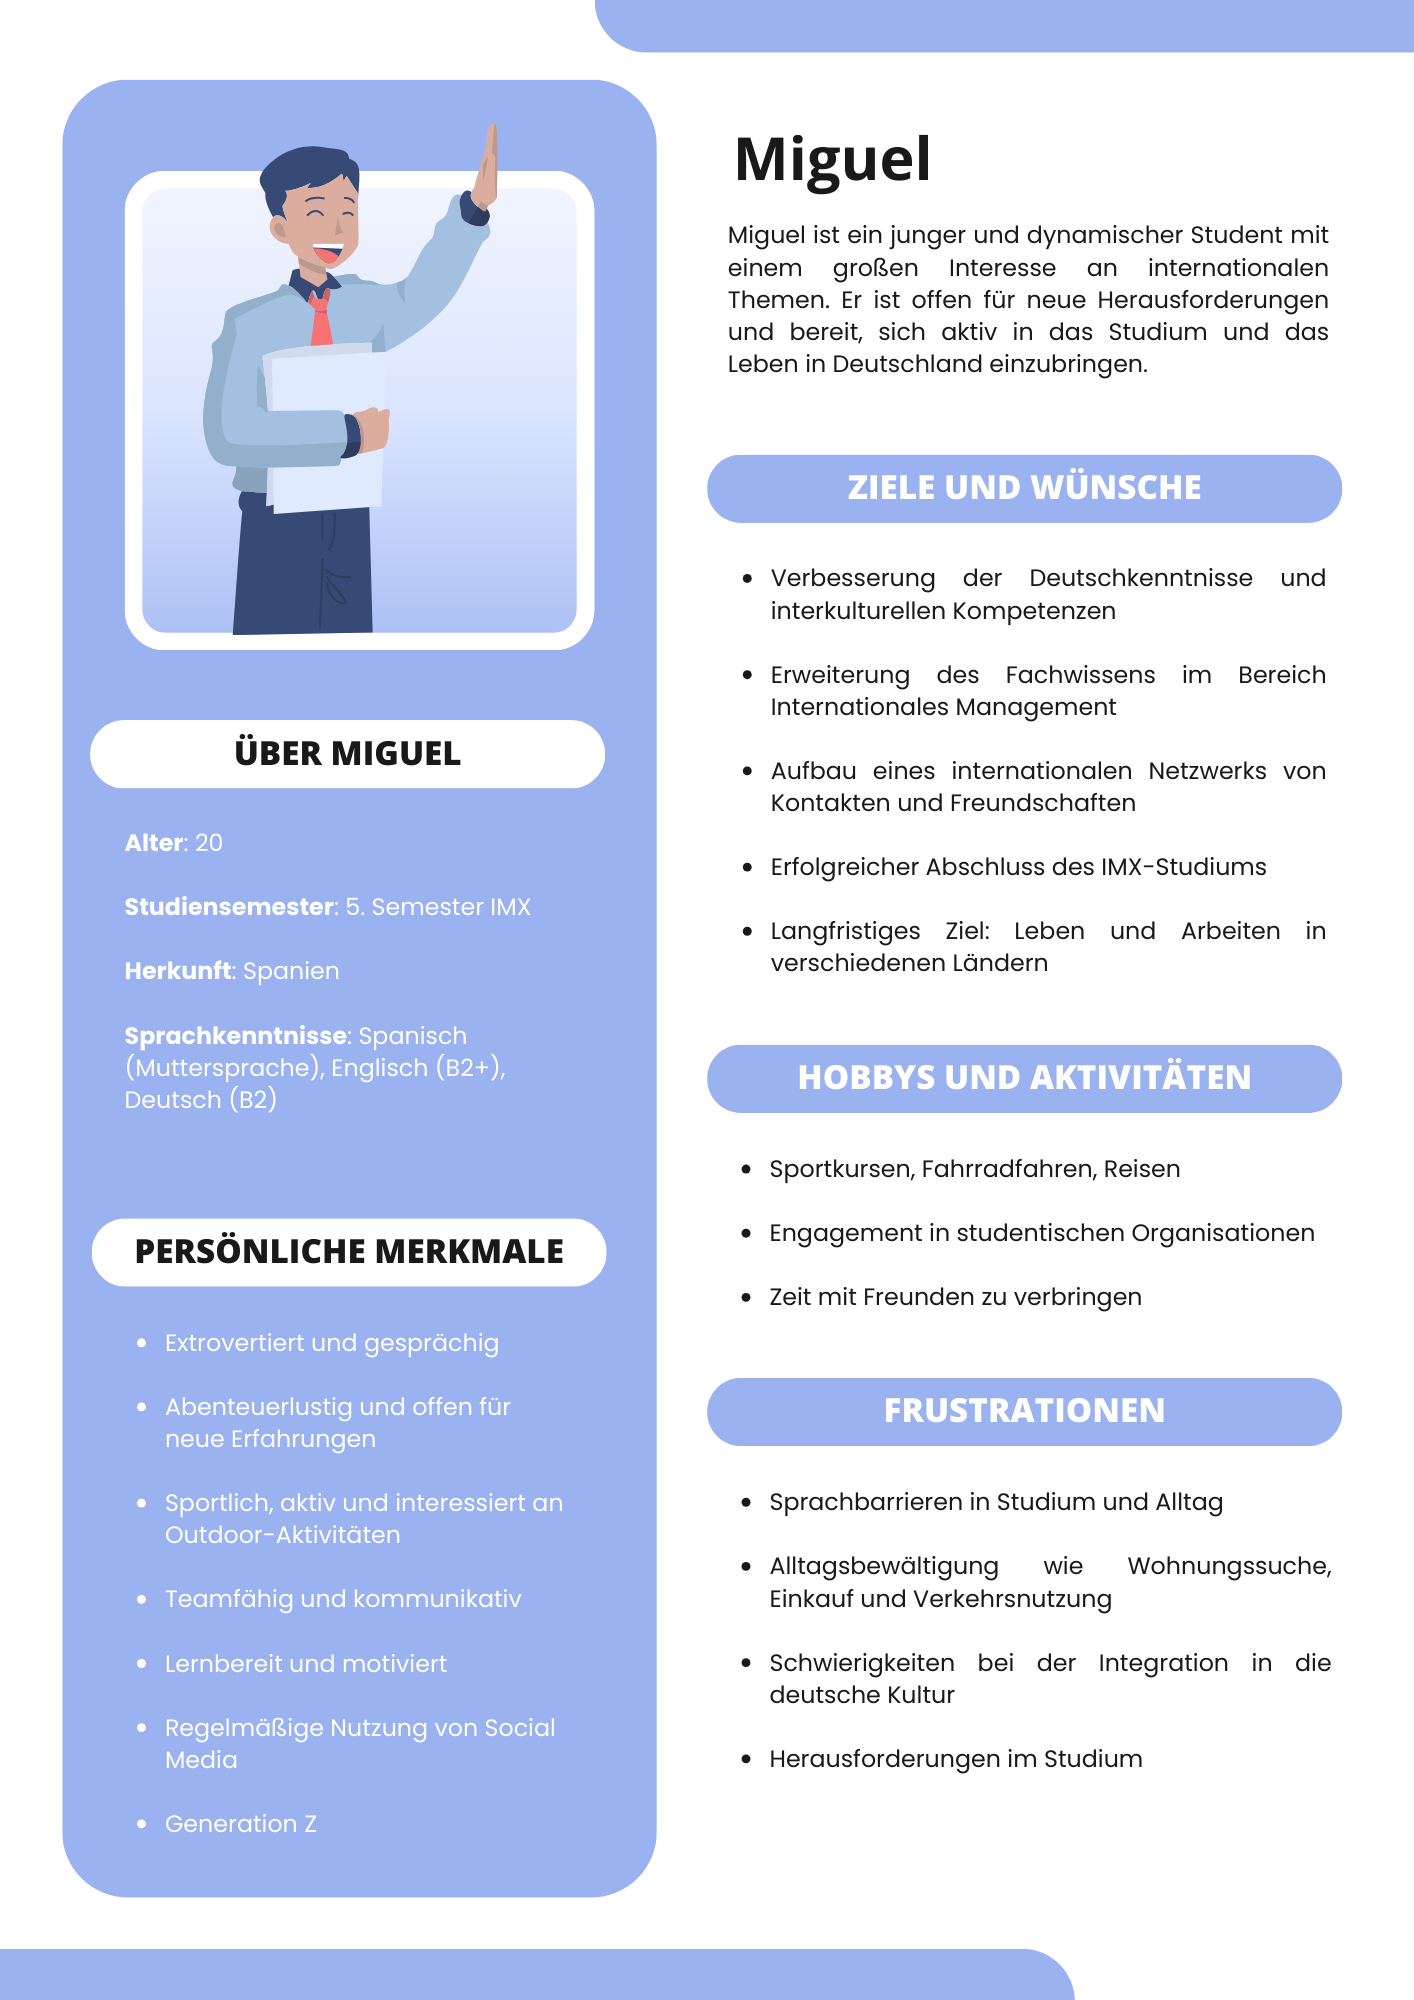 Miguel
Miguel ist ein junger und dynamischer Student mit
einem großen Interesse an internationalen
Themen. Er ist offen für neue Herausforderungen
und bereit, sich aktiv in das Studium und das
Leben in Deutschland einzubringen.
ÜBER MIGUEL
Alter: 20
Studiensemester: 5. Semester IMX
Herkunft: Spanien
Sprachkenntnisse: Spanisch
(Muttersprache), Englisch (B2+),
Deutsch (B2)
PERSÖNLICHE MERKMALE
• Extrovertiert und gesprächig
• Abenteuerlustig und offen für
neue Erfahrungen
• Sportlich, aktiv und interessiert an
Outdoor-Aktivitäten
• Teamfähig und kommunikativ
• Lernbereit und motiviert
• Regelmäßige Nutzung von Social
Media
• Generation Z
ZIELE UND WÜNSCHE
• Verbesserung der Deutschkenntnisse und
interkulturellen Kompetenzen
• Erweiterung des Fachwissens im Bereich
Internationales Management
• Aufbau eines internationalen Netzwerks von
Kontakten und Freundschaften
• Erfolgreicher Abschluss des IMX-Studiums
• Langfristiges Ziel: Leben und Arbeiten in
verschiedenen Ländern
HOBBYS UND AKTIVITÄTEN
• Sportkursen, Fahrradfahren, Reisen
• Engagement in studentischen Organisationen
• Zeit mit Freunden zu verbringen
FRUSTRATIONEN
• Sprachbarrieren in Studium und Alltag
• Alltagsbewältigung wie Wohnungssuche,
Einkauf und Verkehrsnutzung
• Schwierigkeiten bei der Integration in die
deutsche Kultur
• Herausforderungen im Studium